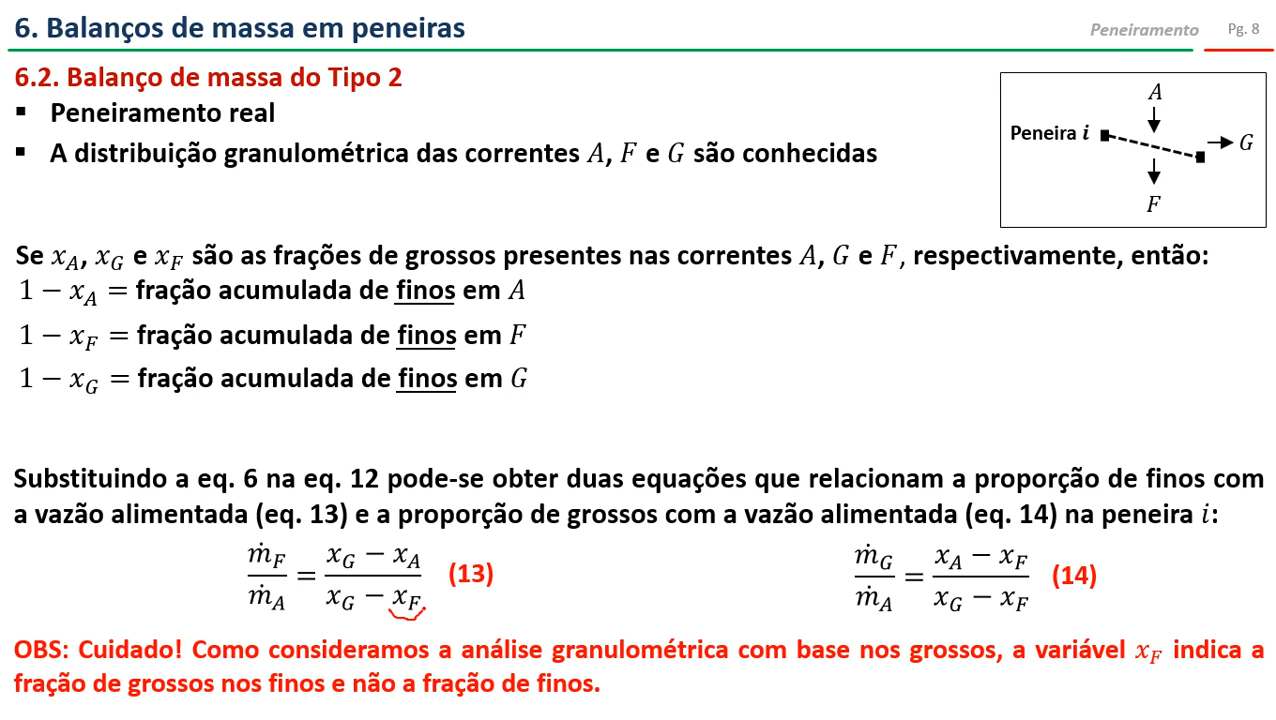 6. Balanços de massa em peneiras
Peneiramento
Pg. 8
6.2. Balanço de massa do Tipo 2
▪ Peneiramento real
▪ A distribuição granulométrica das correntes A, F e G são conhecidas
A
Peneira i
G
F
Se x_A, x_G e x_F são as frações de grossos presentes nas correntes A, G e F, respectivamente, então:
1 − x_A = fração acumulada de finos em A
1 − x_F = fração acumulada de finos em F
1 − x_G = fração acumulada de finos em G
Substituindo a eq. 6 na eq. 12 pode-se obter duas equações que relacionam a proporção de finos com
a vazão alimentada (eq. 13) e a proporção de grossos com a vazão alimentada (eq. 14) na peneira i:
ṁ_F/ṁ_A = (x_G − x_A)/(x_G − x_F) (13)
ṁ_G/ṁ_A = (x_A − x_F)/(x_G − x_F) (14)
OBS: Cuidado! Como consideramos a análise granulométrica com base nos grossos, a variável x_F indica a
fração de grossos nos finos e não a fração de finos.